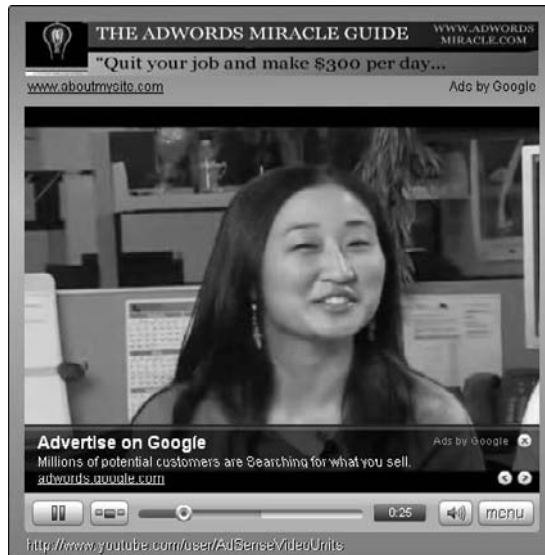 THE ADWORDS MIRACLE GUIDE
WWW.ADWORDS
MIRACLE.COM
"Quit your job and make $300 per day...
www.aboutmysite.com
Ads by Google
Advertise on Google
Ads by Google
Millions of potential customers are Searching for what you sell.
adwords.google.com
0:25
menu
http://www.youtube.com/user/AdSenseVideoUnits